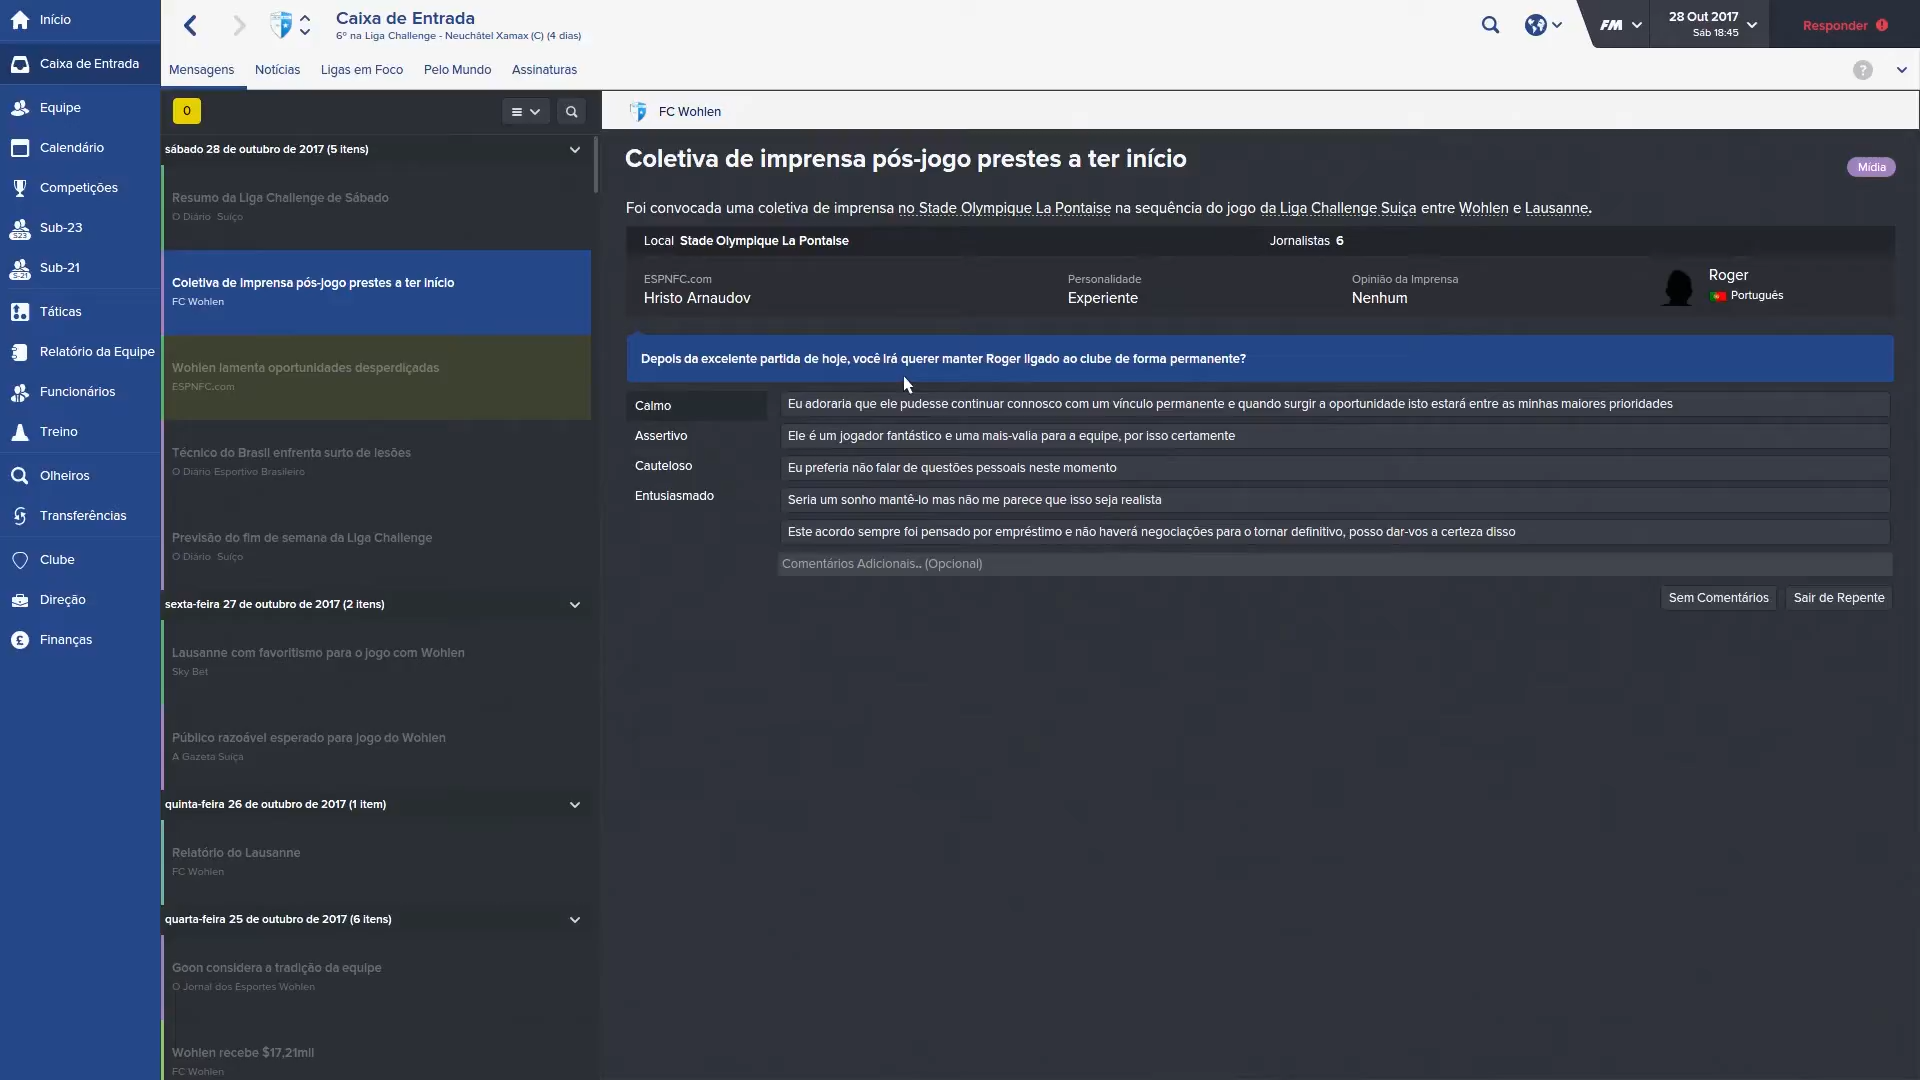 Início
Caixa de Entrada
Equipe
Calendário
Competições
Sub-23
Sub-21
Táticas
Relatório da Equipe
Funcionários
Treino
Olheiros
Transferências
Clube
Direção
Finanças
Caixa de Entrada
6º na Liga Challenge - Neuchâtel Xamax (C) (4 dias)
FM
28 Out 2017
Sáb 18:45
Responder
Mensagens Notícias Ligas em Foco Pelo Mundo Assinaturas
0
sábado 28 de outubro de 2017 (5 itens)
Resumo da Liga Challenge de Sábado
O Diário Suíço
Coletiva de imprensa pós-jogo prestes a ter início
FC Wohlen
Wohlen lamenta oportunidades desperdiçadas
ESPNFC.com
Técnico do Brasil enfrenta surto de lesões
O Diário Esportivo Brasileiro
Previsão do fim de semana da Liga Challenge
O Diário Suíço
sexta-feira 27 de outubro de 2017 (2 itens)
Lausanne com favoritismo para o jogo com Wohlen
Sky Bet
Público razoável esperado para jogo do Wohlen
A Gazeta Suíça
quinta-feira 26 de outubro de 2017 (1 item)
Relatório do Lausanne
FC Wohlen
quarta-feira 25 de outubro de 2017 (6 itens)
Goon considera a tradição da equipe
O Jornal dos Esportes Wohlen
Wohlen recebe $17,21mil
FC Wohlen
FC Wohlen
Coletiva de imprensa pós-jogo prestes a ter início
Mídia
Foi convocada uma coletiva de imprensa no Stade Olympique La Pontaise na sequência do jogo da Liga Challenge Suíça entre Wohlen e Lausanne.
Local Stade Olympique La Pontaise Jornalistas 6
ESPNFC.com Personalidade Opinião da Imprensa
Hristo Arnaudov Experiente Nenhum
Roger
Português
Depois da excelente partida de hoje, você irá querer manter Roger ligado ao clube de forma permanente?
Calmo
Assertivo
Cauteloso
Entusiasmado
Eu adoraria que ele pudesse continuar connosco com um vínculo permanente e quando surgir a oportunidade isto estará entre as minhas maiores prioridades
Ele é um jogador fantástico e uma mais-valia para a equipe, por isso certamente
Eu preferia não falar de questões pessoais neste momento
Seria um sonho mantê-lo mas não me parece que isso seja realista
Este acordo sempre foi pensado por empréstimo e não haverá negociações para o tornar definitivo, posso dar-vos a certeza disso
Comentários Adicionais.. (Opcional)
Sem Comentários Sair de Repente